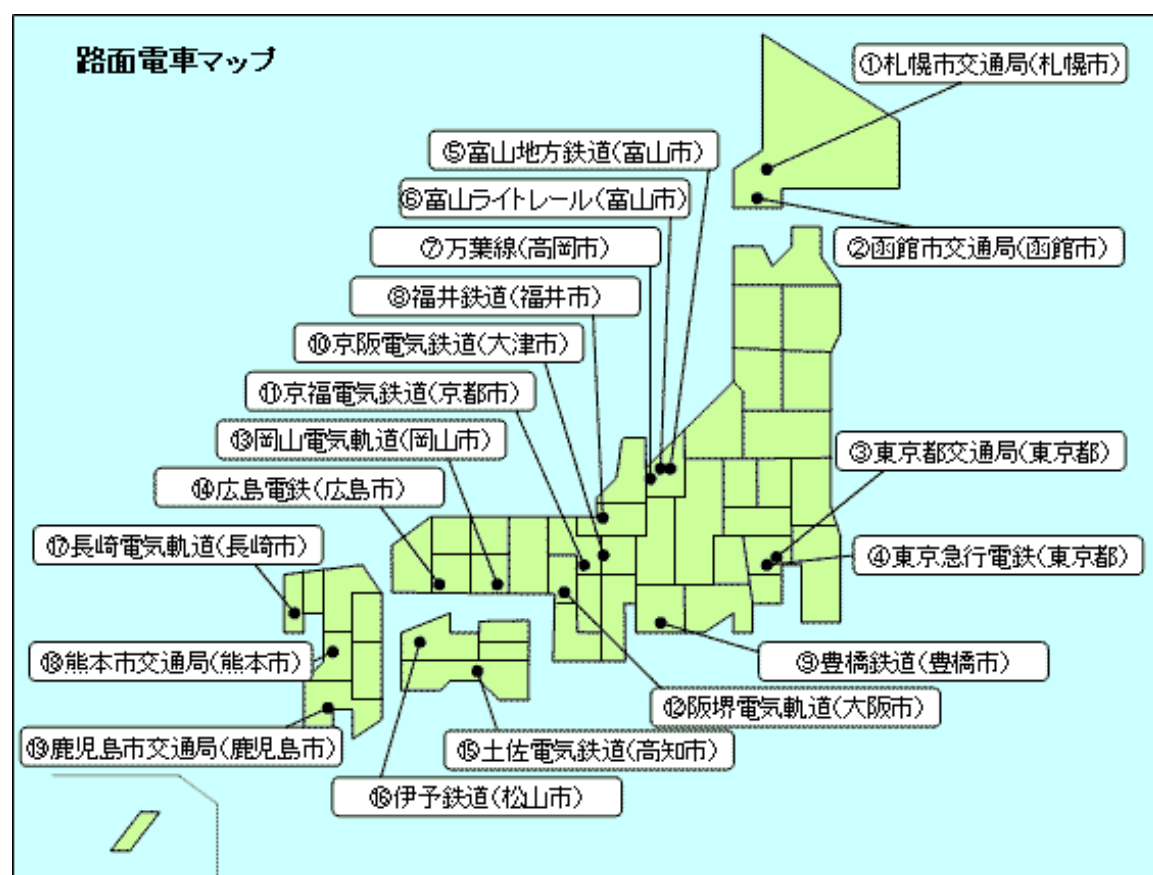 路面電車マップ
①札幌市交通局(札幌市)
⑤富山地方鉄道(富山市)
⑥富山ライトレール(富山市)
⑦万葉線(高岡市)
②函館市交通局(函館市)
⑧福井鉄道(福井市)
⑩京阪電気鉄道(大津市)
⑪京福電気鉄道(京都市)
⑬岡山電気軌道(岡山市)
③東京都交通局(東京都)
⑭広島電鉄(広島市)
⑰長崎電気軌道(長崎市)
④東京急行電鉄(東京都)
⑱熊本市交通局(熊本市)
⑨豊橋鉄道(豊橋市)
⑫阪堺電気軌道(大阪市)
⑲鹿児島市交通局(鹿児島市)
⑮土佐電気鉄道(高知市)
⑯伊予鉄道(松山市)